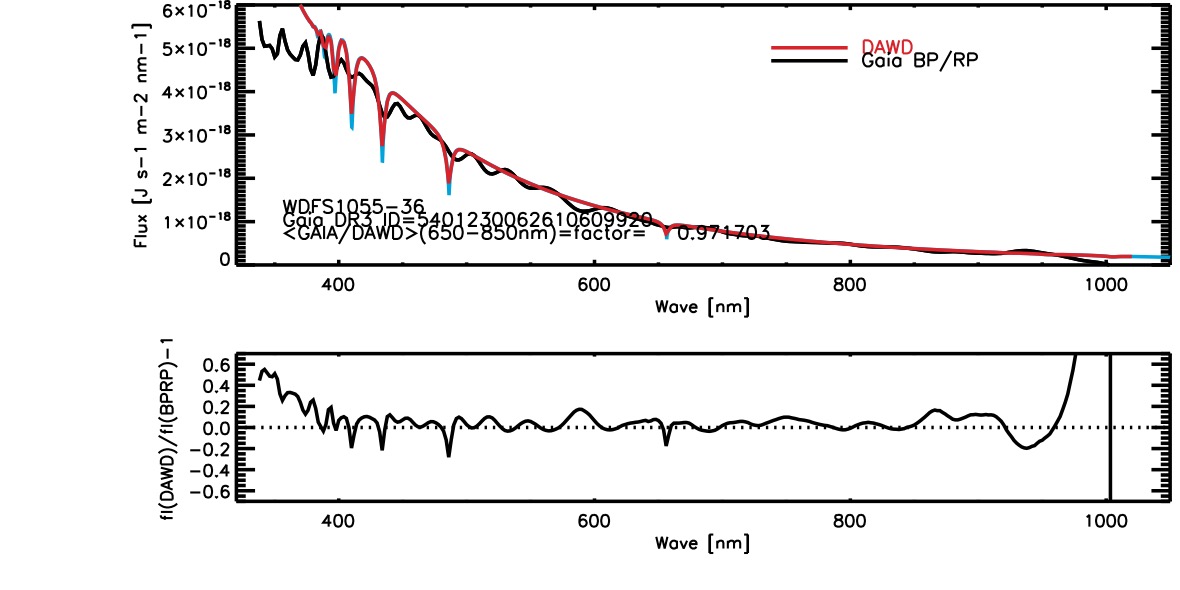 6×10⁻¹⁸
5×10⁻¹⁸
4×10⁻¹⁸
3×10⁻¹⁸
2×10⁻¹⁸
1×10⁻¹⁸
0
Flux [J s-1 m-2 nm-1]
DAWD
Gaia BP/RP
WDFS1055-36
Gaia DR3 ID=5401230062610609920
<GAIA/DAWD>(650-850nm)=factor= 0.971703
400 600 800 1000
Wave [nm]
0.6
0.4
0.2
0.0
-0.2
-0.4
-0.6
fl(DAWD)/fl(BPRP)-1
400 600 800 1000
Wave [nm]